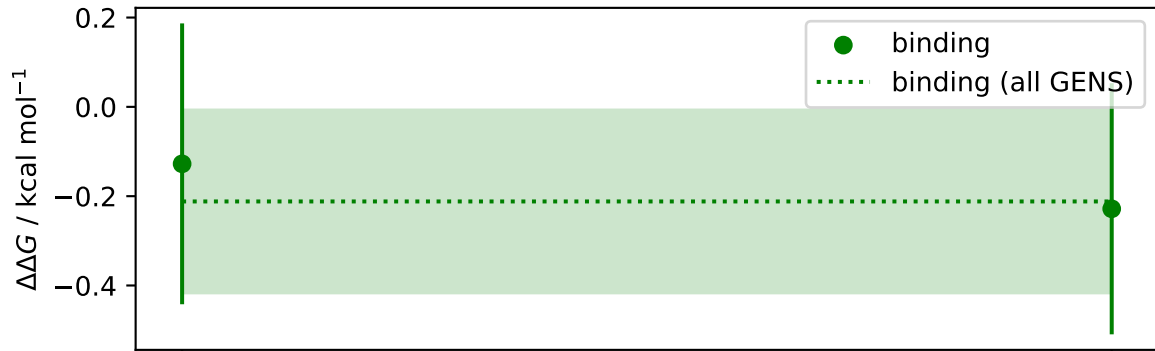 0.2
0.0
−0.2
−0.4
ΔΔG / kcal mol⁻¹
binding
binding (all GENS)